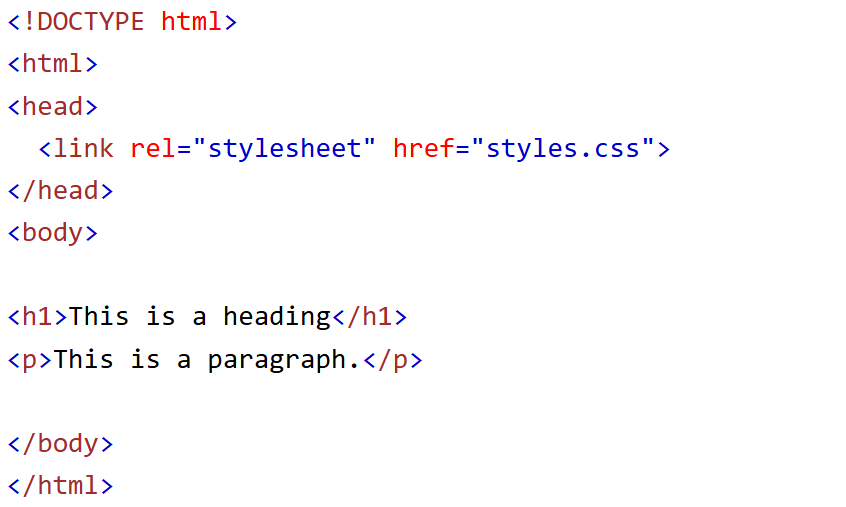 <!DOCTYPE html>
<html>
<head>
  <link rel="stylesheet" href="styles.css">
</head>
<body>

<h1>This is a heading</h1>
<p>This is a paragraph.</p>

</body>
</html>